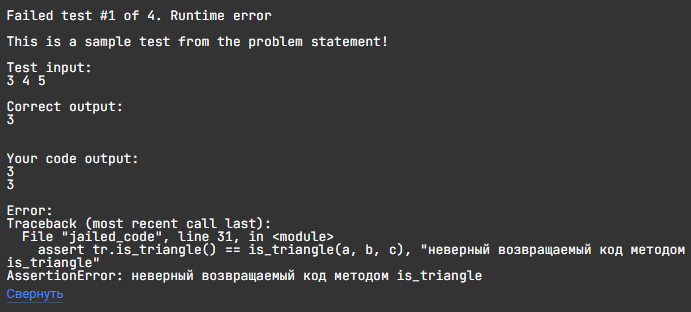 Failed test #1 of 4. Runtime error
This is a sample test from the problem statement!
Test input:
3 4 5
Correct output:
3
Your code output:
3
3
Error:
Traceback (most recent call last):
File "jailed_code", line 31, in <module>
assert tr.is_triangle() == is_triangle(a, b, c), "неверный возвращаемый код методом
is_triangle"
AssertionError: неверный возвращаемый код методом is_triangle
Свернуть